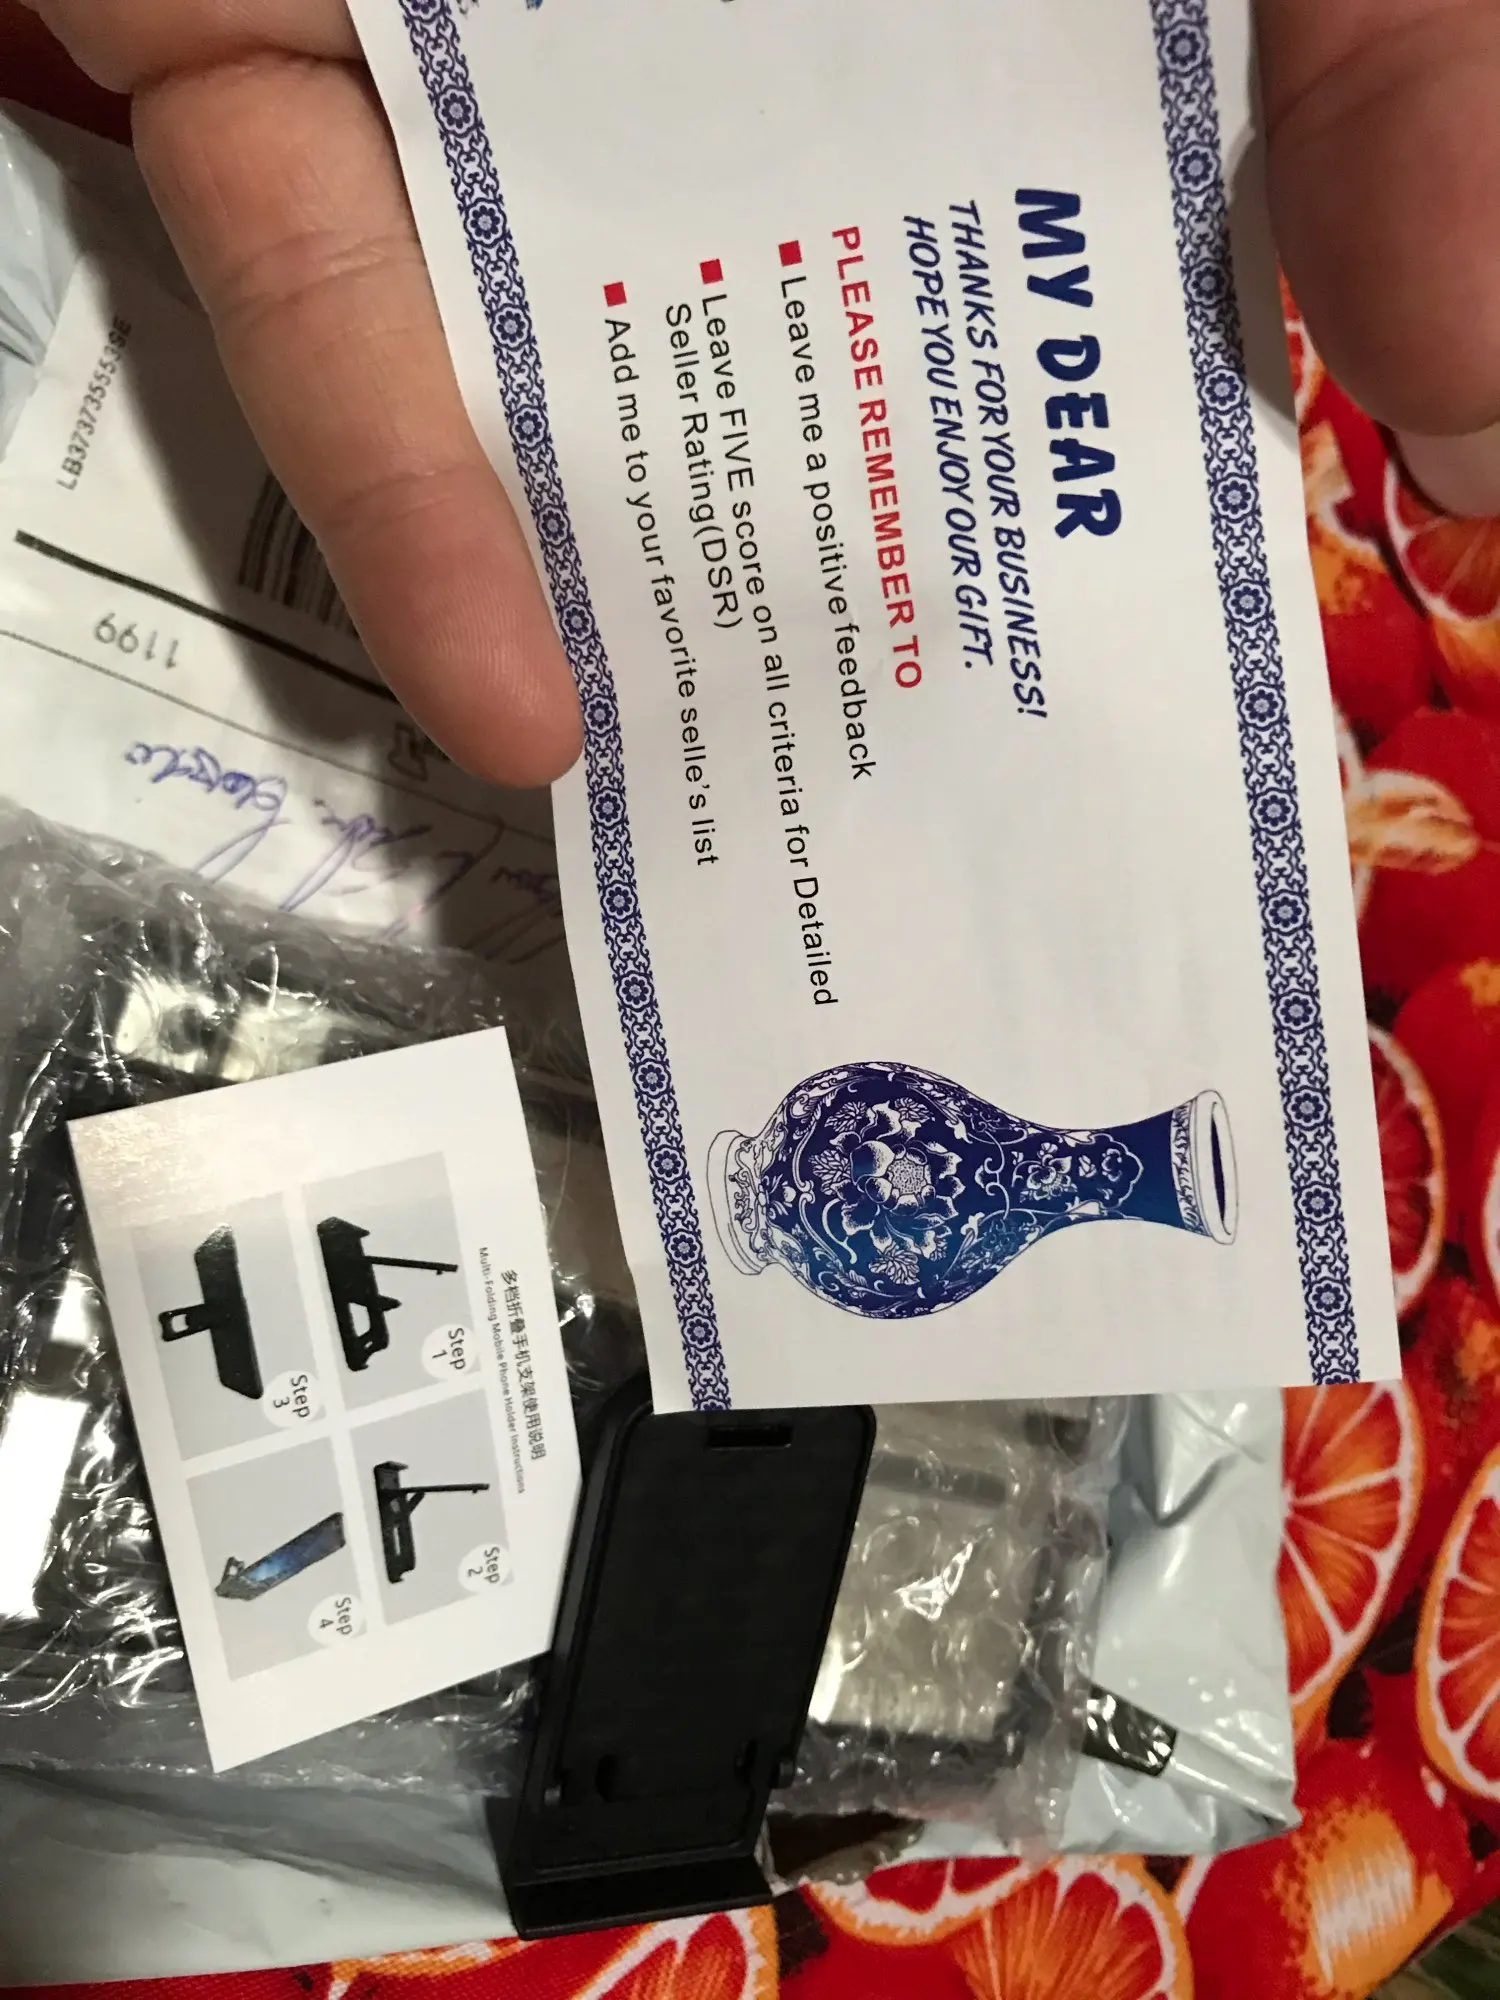 MY DEAR
THANKS FOR YOUR BUSINESS!
HOPE YOU ENJOY OUR GIFT.
PLEASE REMEMBER TO
Leave me a positive feedback
Leave FIVE score on all criteria for Detailed
Seller Rating(DSR)
Add me to your favorite selle's list
LB373735553SE
1199
多档折叠手机支架使用说明
Multi-Folding Mobile Phone Holder Instructions
Step
1
Step
2
Step
3
Step
4